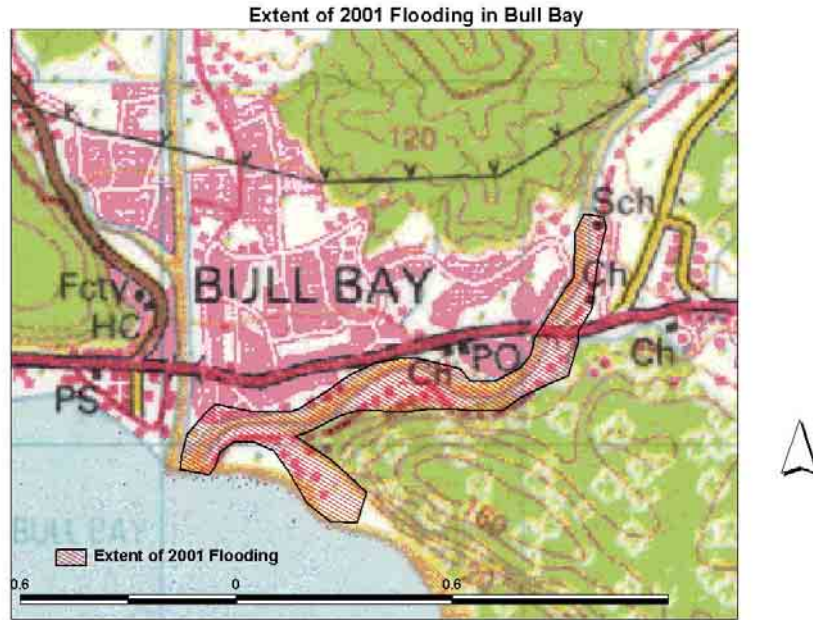 Extent of 2001 Flooding in Bull Bay
120
Sch
BULL BAY
Ch
Fcty
HC
PO
Ch
Ch
PS
160
BULL BAY
Extent of 2001 Flooding
0.6 0 0.6